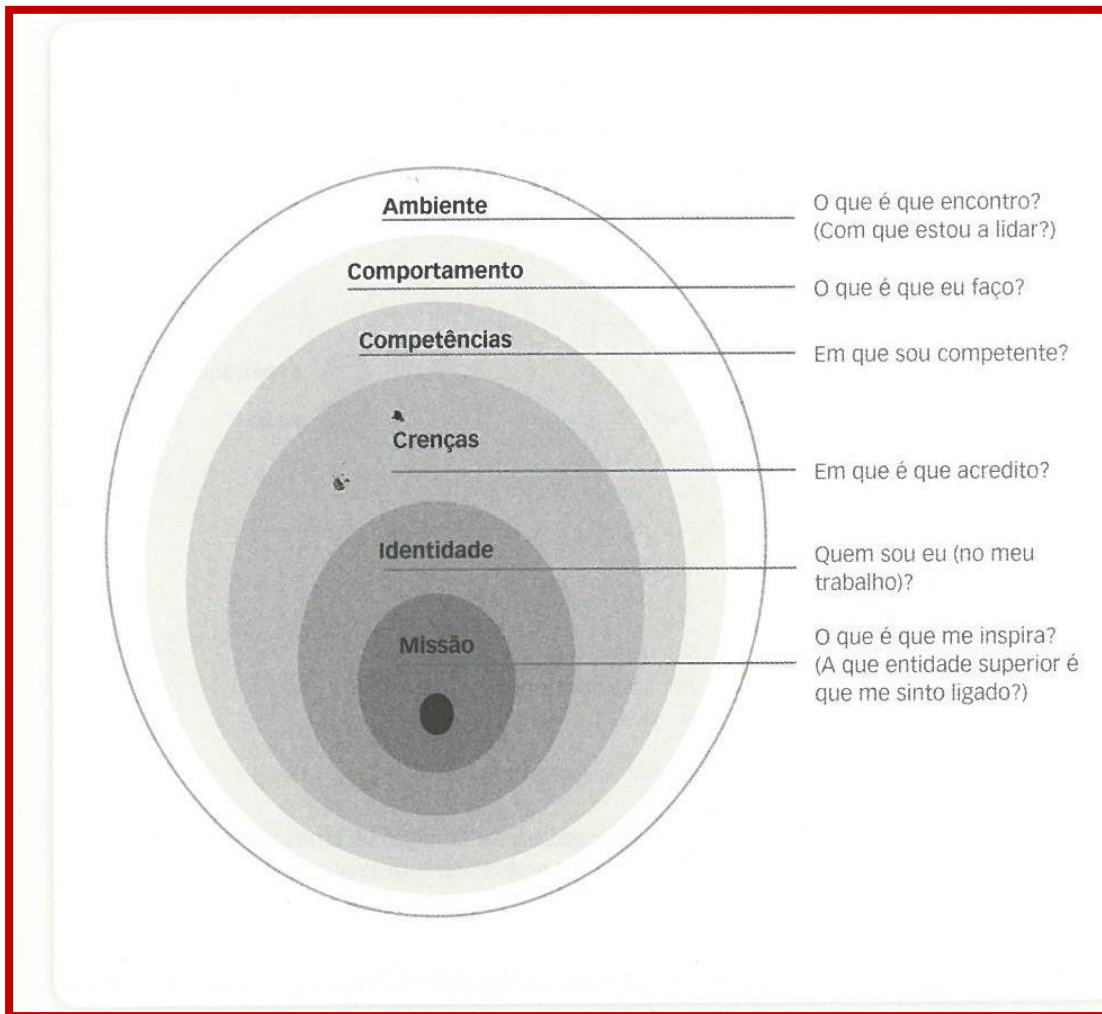 Ambiente
O que é que encontro?
(Com que estou a lidar?)
Comportamento
O que é que eu faço?
Competências
Em que sou competente?
Crenças
Em que é que acredito?
Identidade
Quem sou eu (no meu
trabalho)?
Missão
O que é que me inspira?
(A que entidade superior é
que me sinto ligado?)